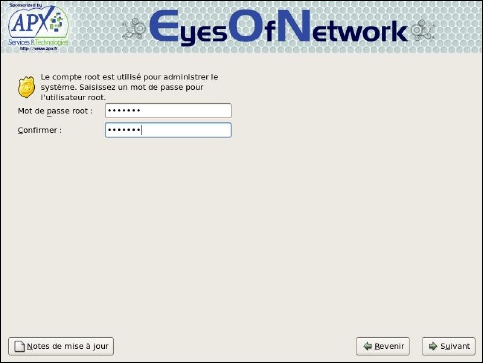 Sponsorized by
APX
Services & Technologies
http://www.apx.fr
EyesOfNetwork
Le compte root est utilisé pour administrer le
système. Saisissez un mot de passe pour
l'utilisateur root.
Mot de passe root : •••••••
Confirmer : •••••••
Notes de mise à jour
Revenir
Suivant